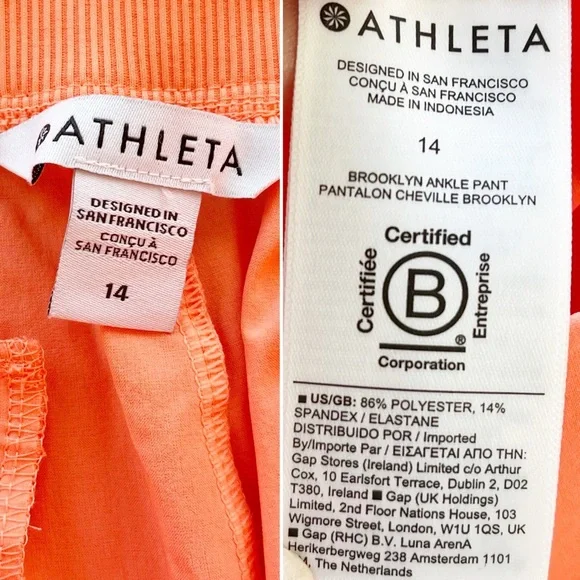 ATHLETA
DESIGNED IN
SAN FRANCISCO
CONÇU À
SAN FRANCISCO
14
ATHLETA
DESIGNED IN SAN FRANCISCO
CONÇU À SAN FRANCISCO
MADE IN INDONESIA
14
BROOKLYN ANKLE PANT
PANTALON CHEVILLE BROOKLYN
Certified
Certifiée
B
Entreprise
Corporation
■ US/GB: 86% POLYESTER, 14%
SPANDEX / ELASTANE
DISTRIBUIDO POR / Imported
By/Importe Par / ΕΙΣΑΓΕΤΑΙ ΑΠΟ ΤΗΝ:
Gap Stores (Ireland) Limited c/o Arthur
Cox, 10 Earlsfort Terrace, Dublin 2, D02
T380, Ireland ■ Gap (UK Holdings)
Limited, 2nd Floor Nations House, 103
Wigmore Street, London, W1U 1QS, UK
■ Gap (RHC) B.V. Luna ArenA
Herikerbergweg 238 Amsterdam 1101
M, The Netherlands